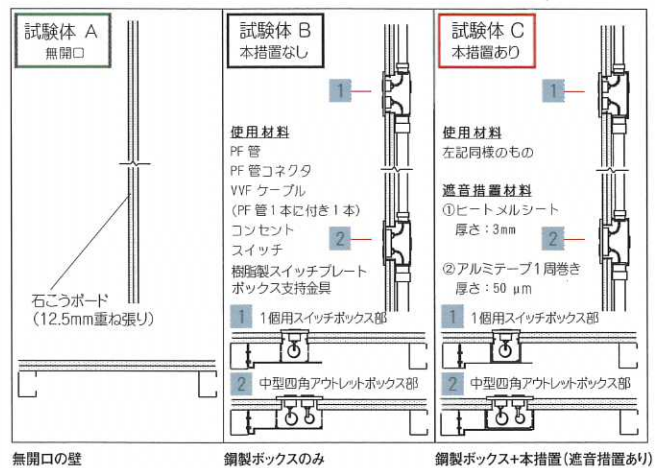 試験体 A
無開口
石こうボード
(12.5mm重ね張り)
無開口の壁
試験体 B
本措置なし
1
使用材料
PF 管
PF 管コネクタ
VVF ケーブル
(PF 管1本に付き1本)
コンセント
スイッチ
樹脂製スイッチプレート
ボックス支持金具
2
1 1個用スイッチボックス部
2 中型四角アウトレットボックス部
鋼製ボックスのみ
試験体 C
本措置あり
1
使用材料
左記同様のもの
遮音措置材料
①ヒートメルシート
厚さ:3mm
2
②アルミテープ1周巻き
厚さ:50 μm
1 1個用スイッチボックス部
2 中型四角アウトレットボックス部
鋼製ボックス+本措置(遮音措置あり)